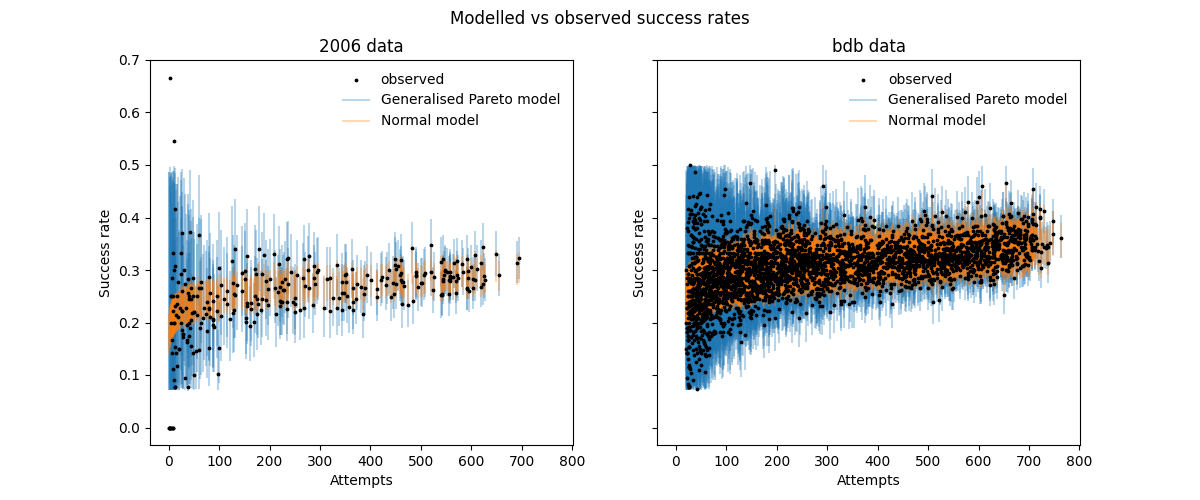 Modelled vs observed success rates
2006 data
observed
Generalised Pareto model
Normal model
Success rate
0.7
0.6
0.5
0.4
0.3
0.2
0.1
0.0
0 100 200 300 400 500 600 700 800
Attempts
bdb data
observed
Generalised Pareto model
Normal model
Success rate
0 100 200 300 400 500 600 700 800
Attempts